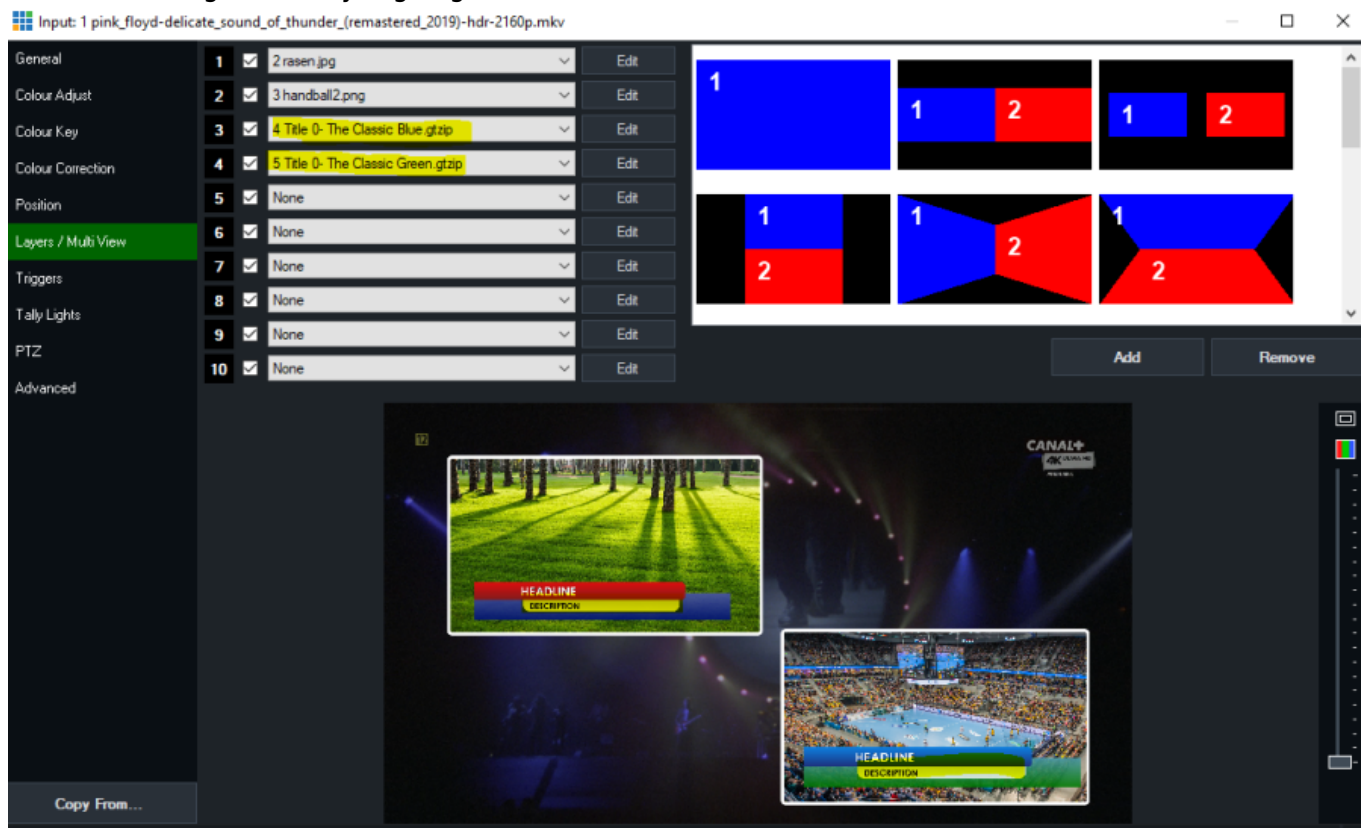 Input: 1 pink_floyd-delicate_sound_of_thunder_(remastered_2019)-hdr-2160p.mkv
General
Colour Adjust
Colour Key
Colour Correction
Position
Layers / Multi View
Triggers
Tally Lights
PTZ
Advanced
Copy From...
1 2 rasen.jpg Edit
2 3 handball2.png Edit
3 4 Title 0- The Classic Blue.gtzip Edit
4 5 Title 0- The Classic Green.gtzip Edit
5 None Edit
6 None Edit
7 None Edit
8 None Edit
9 None Edit
10 None Edit
1
1 2
1 2
1
2
1
2
1
2
Add Remove
12
CANAL+
4K
HEADLINE
DESCRIPTION
HEADLINE
DESCRIPTION